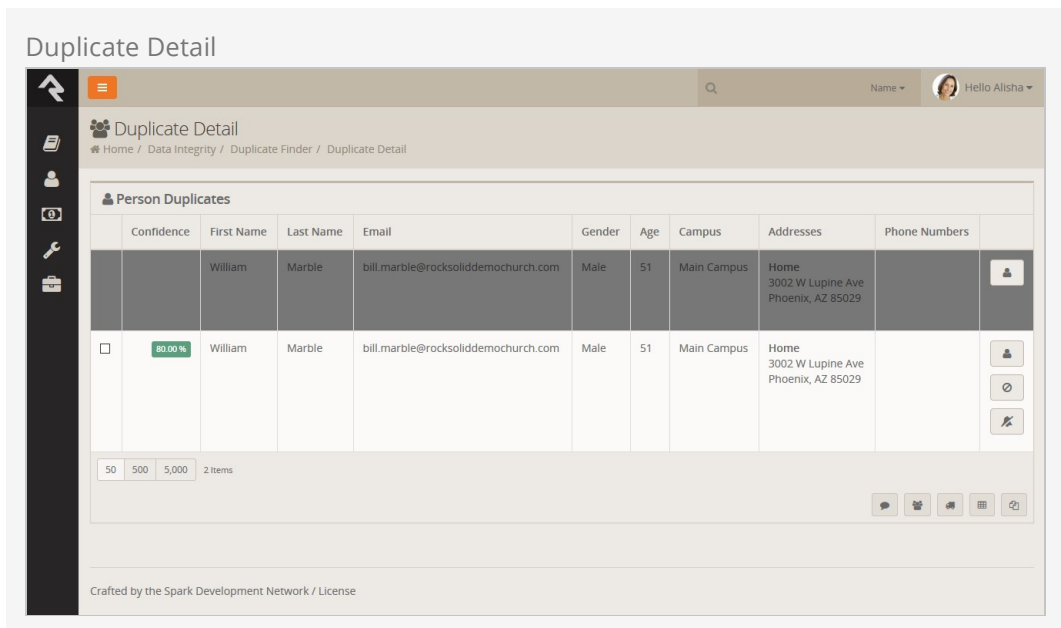 Duplicate Detail
Name
Hello Alisha
Duplicate Detail
Home / Data Integrity / Duplicate Finder / Duplicate Detail
Person Duplicates
Confidence First Name Last Name Email Gender Age Campus Addresses Phone Numbers
William Marble bill.marble@rocksoliddemochurch.com Male 51 Main Campus Home
3002 W Lupine Ave
Phoenix, AZ 85029
80.00 % William Marble bill.marble@rocksoliddemochurch.com Male 51 Main Campus Home
3002 W Lupine Ave
Phoenix, AZ 85029
50 500 5,000 2 Items
Crafted by the Spark Development Network / License